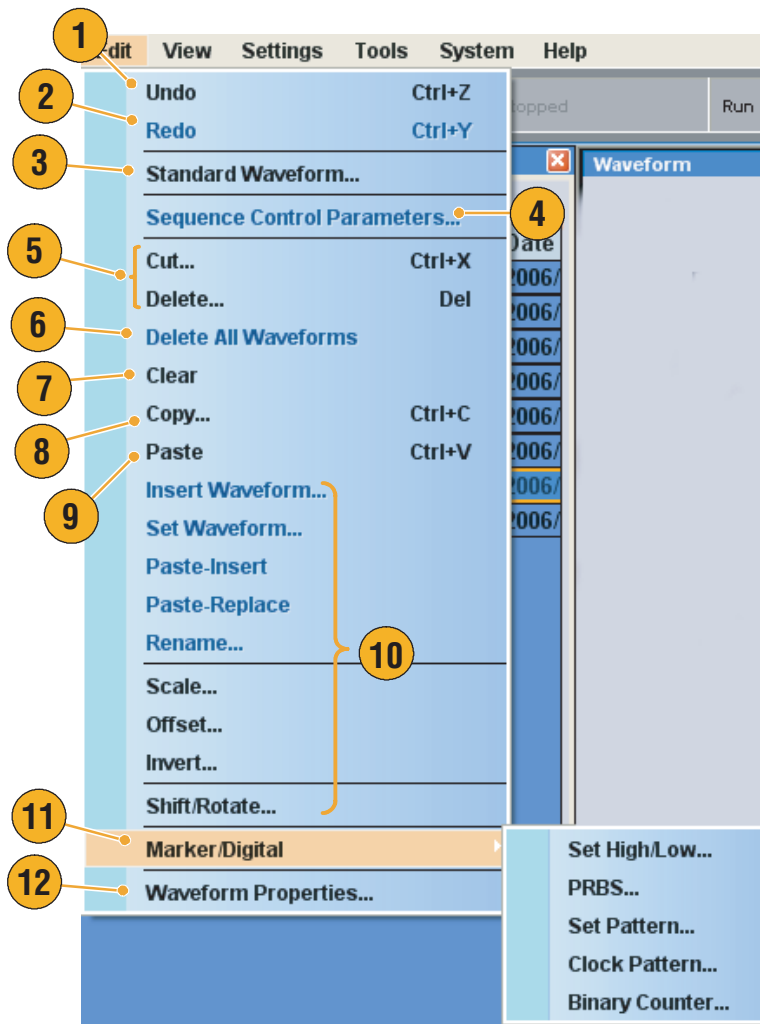 1
Edit View Settings Tools System Help
2
Undo Ctrl+Z
Redo Ctrl+Y
Stopped Run
3
Standard Waveform...
Waveform
Sequence Control Parameters...
4
Date
5
Cut... Ctrl+X
2006/
Delete... Del
2006/
6
Delete All Waveforms
2006/
7
Clear
2006/
8
Copy... Ctrl+C
2006/
9
Paste Ctrl+V
2006/
Insert Waveform...
2006/
Set Waveform...
2006/
Paste-Insert
Paste-Replace
Rename...
10
Scale...
Offset...
Invert...
Shift/Rotate...
11
Marker/Digital
Set High/Low...
12
Waveform Properties...
PRBS...
Set Pattern...
Clock Pattern...
Binary Counter...